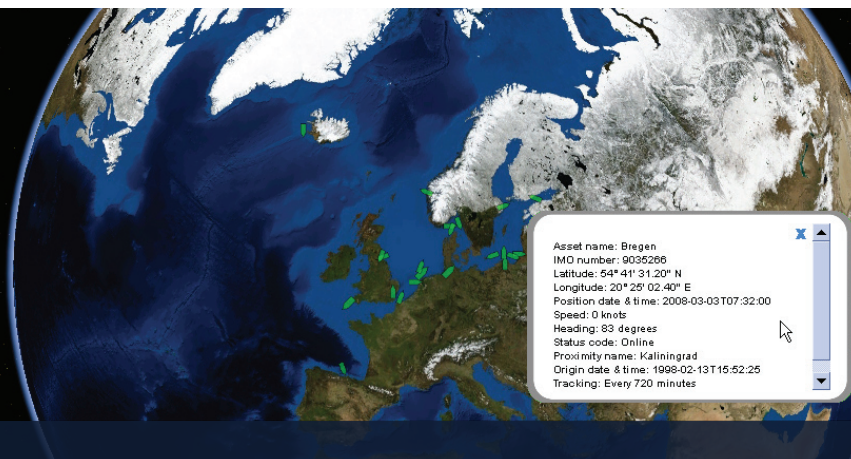 X
Asset name: Bregen
IMO number: 9035266
Latitude: 54° 41' 31.20" N
Longitude: 20° 25' 02.40" E
Position date & time: 2008-03-03T07:32:00
Speed: 0 knots
Heading: 83 degrees
Status code: Online
Proximity name: Kaliningrad
Origin date & time: 1998-02-13T15:52:25
Tracking: Every 720 minutes